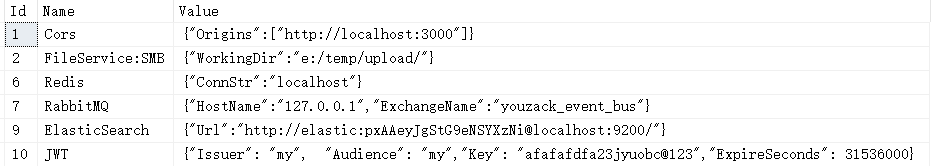 Id Name Value
1 Cors {"Origins":["http://localhost:3000"]}
2 FileService:SMB {"WorkingDir":"e:/temp/upload/"}
6 Redis {"ConnStr":"localhost"}
7 RabbitMQ {"HostName":"127.0.0.1","ExchangeName":"youzack_event_bus"}
9 ElasticSearch {"Url":"http://elastic:pxAAeyJgStG9eNSYXzNi@localhost:9200/"}
10 JWT {"Issuer": "my",  "Audience": "my","Key": "afafafdfa23jyuobc@123","ExpireSeconds": 31536000}